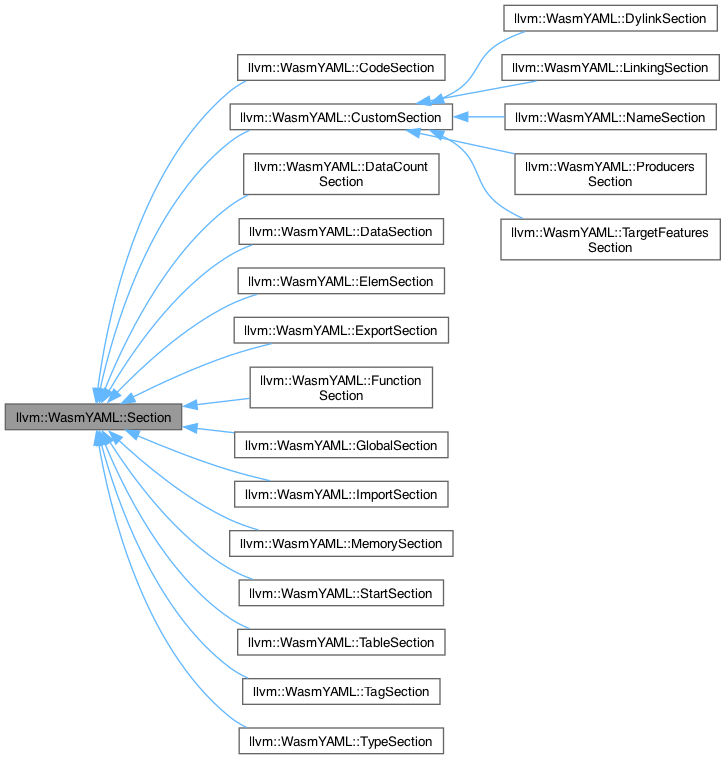 llvm::WasmYAML::DylinkSection
llvm::WasmYAML::CodeSection
llvm::WasmYAML::LinkingSection
llvm::WasmYAML::CustomSection
llvm::WasmYAML::NameSection
llvm::WasmYAML::DataCount
Section
llvm::WasmYAML::Producers
Section
llvm::WasmYAML::DataSection
llvm::WasmYAML::TargetFeatures
Section
llvm::WasmYAML::ElemSection
llvm::WasmYAML::ExportSection
llvm::WasmYAML::Function
Section
llvm::WasmYAML::Section
llvm::WasmYAML::GlobalSection
llvm::WasmYAML::ImportSection
llvm::WasmYAML::MemorySection
llvm::WasmYAML::StartSection
llvm::WasmYAML::TableSection
llvm::WasmYAML::TagSection
llvm::WasmYAML::TypeSection